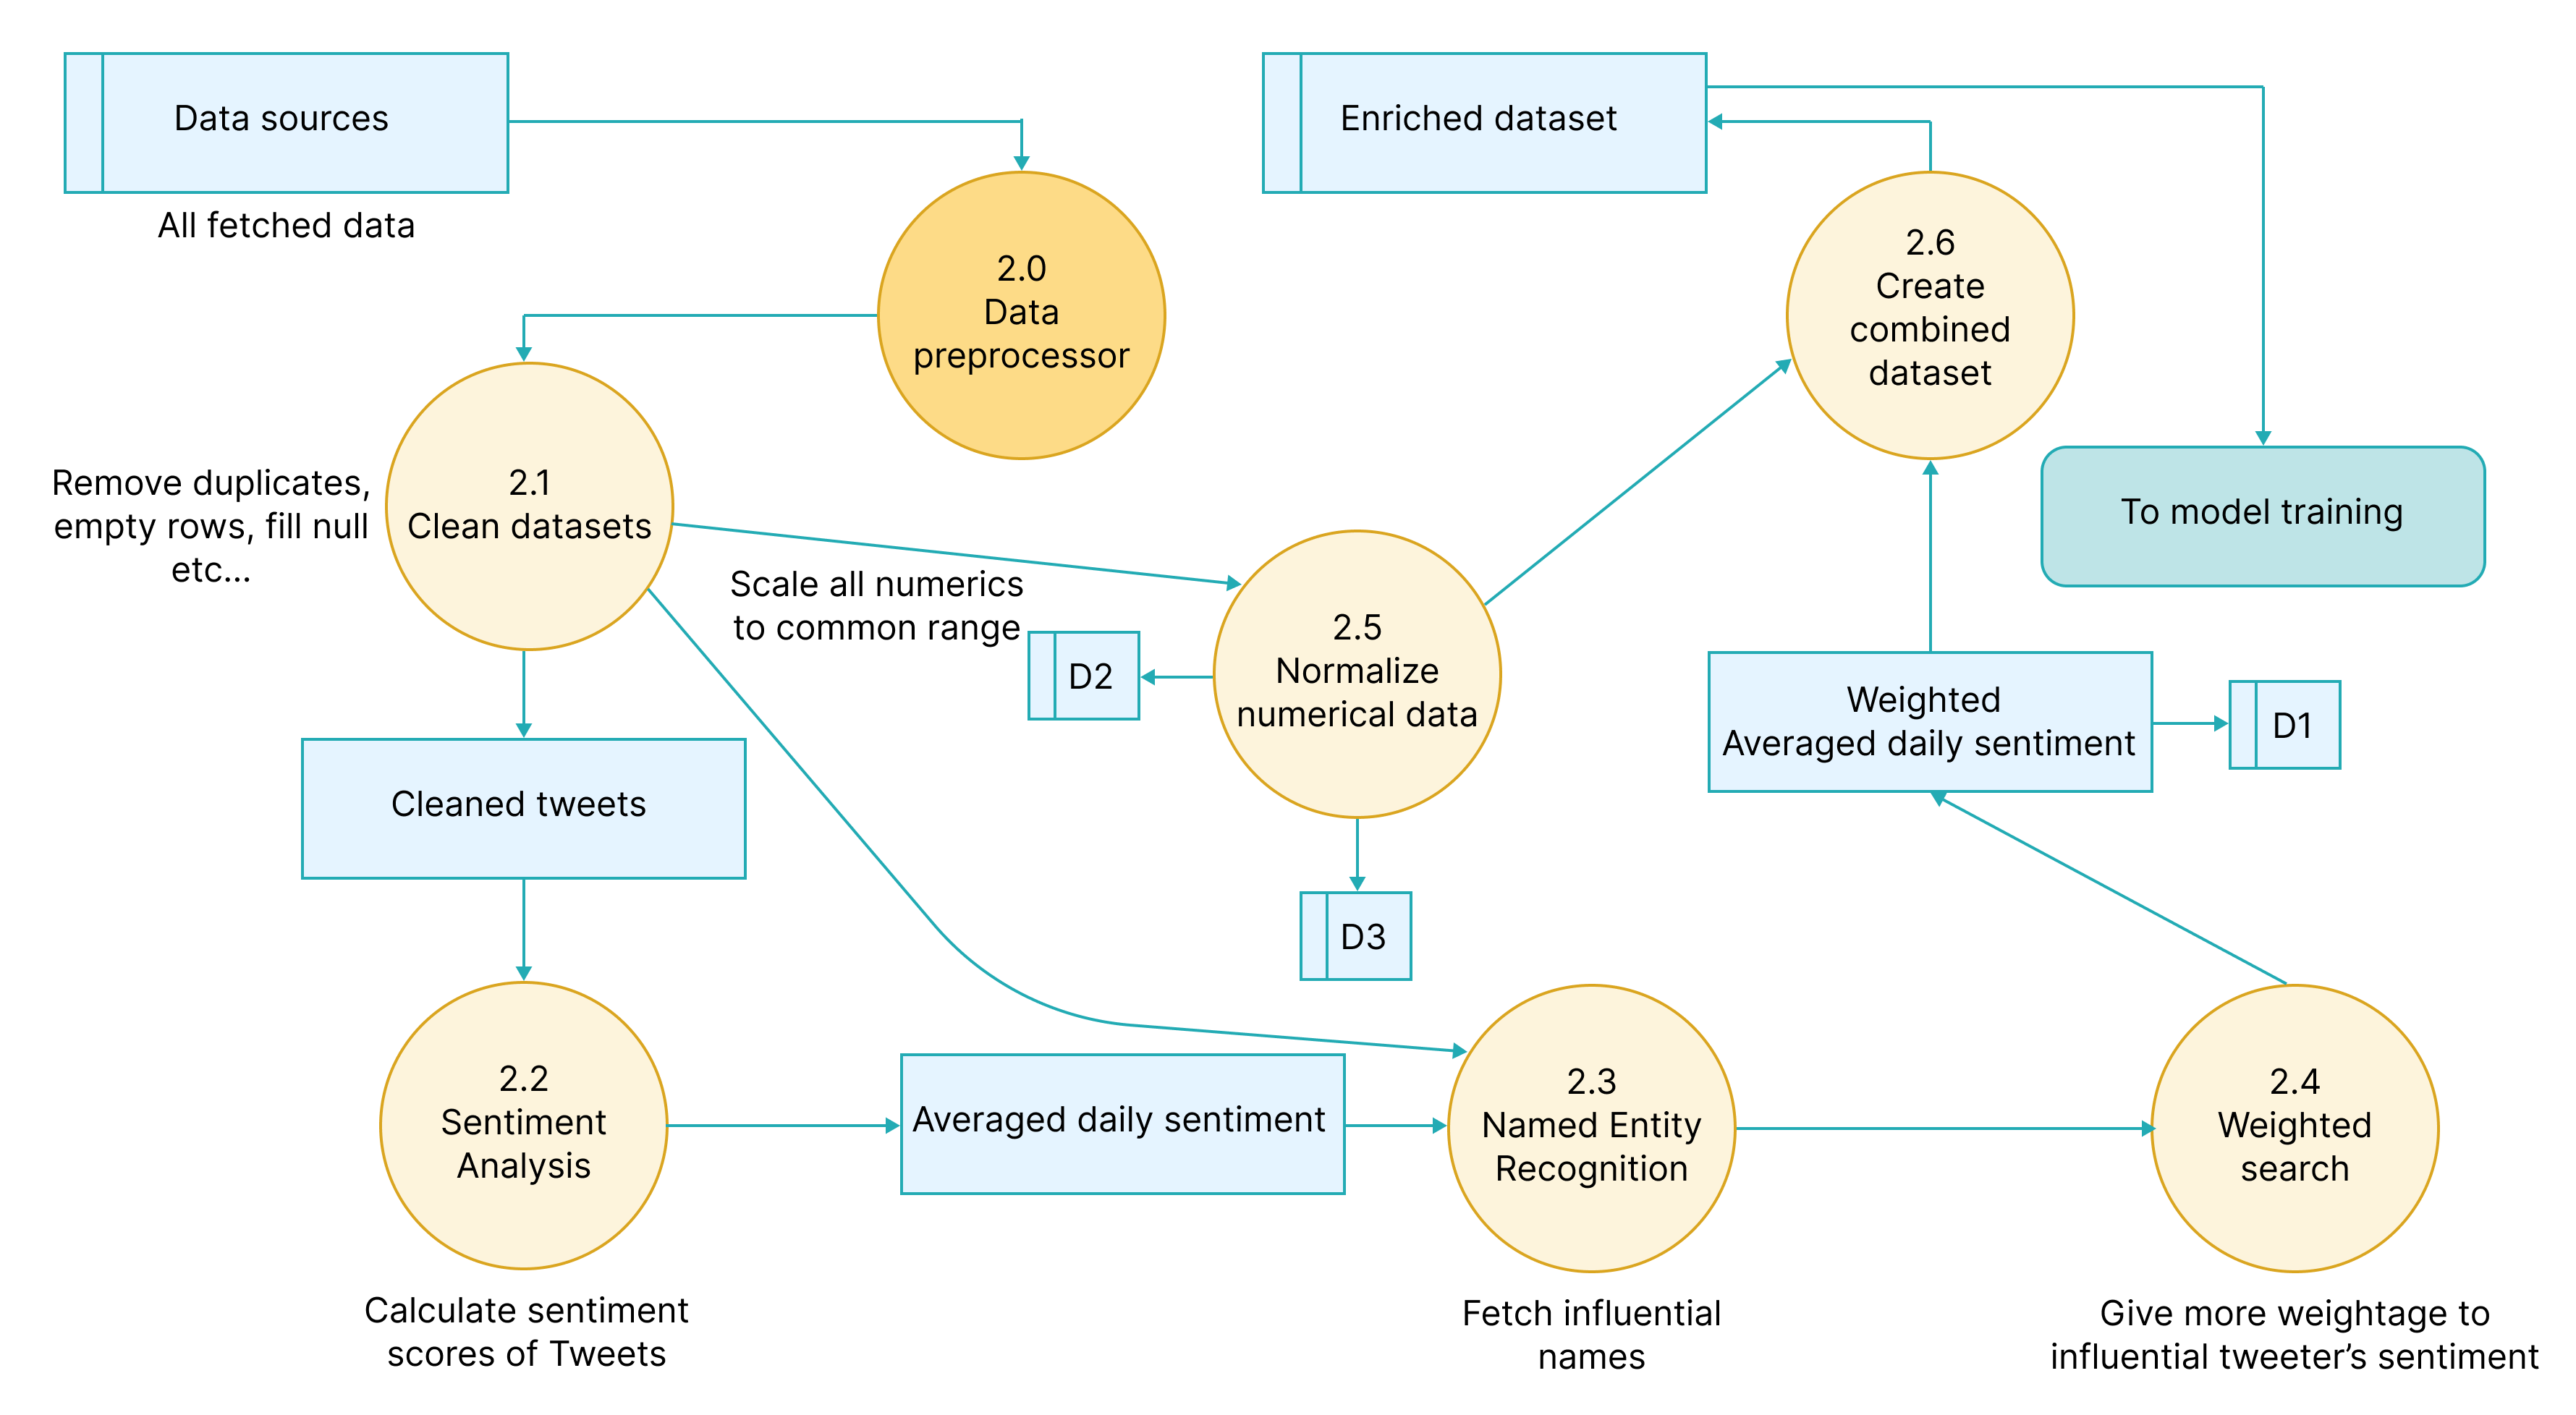 Data sources
All fetched data
Enriched dataset
2.0
Data
preprocessor
2.6
Create
combined
dataset
Remove duplicates,
empty rows, fill null
etc...
2.1
Clean datasets
To model training
Scale all numerics
to common range
D2
2.5
Normalize
numerical data
D3
Weighted
Averaged daily sentiment
D1
Cleaned tweets
2.2
Sentiment
Analysis
Calculate sentiment
scores of Tweets
Averaged daily sentiment
2.3
Named Entity
Recognition
Fetch influential
names
2.4
Weighted
search
Give more weightage to
influential tweeter’s sentiment